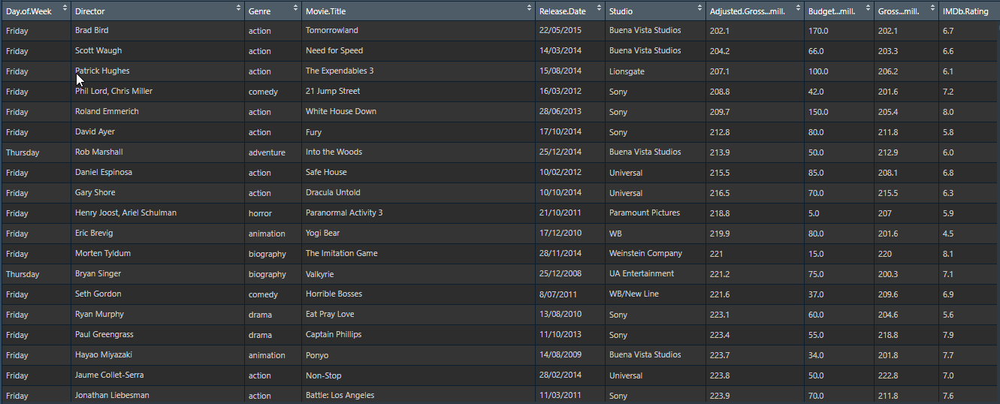 Day.of.Week Director Genre Movie.Title Release.Date Studio Adjusted.Gross...mill. Budget...mill. Gross...mill. IMDb.Rating
Friday Brad Bird action Tomorrowland 22/05/2015 Buena Vista Studios 202.1 170.0 202.1 6.7
Friday Scott Waugh action Need for Speed 14/03/2014 Buena Vista Studios 204.2 66.0 203.3 6.6
Friday Patrick Hughes action The Expendables 3 15/08/2014 Lionsgate 207.1 100.0 206.2 6.1
Friday Phil Lord, Chris Miller comedy 21 Jump Street 16/03/2012 Sony 208.8 42.0 201.6 7.2
Friday Roland Emmerich action White House Down 28/06/2013 Sony 209.7 150.0 205.4 8.0
Friday David Ayer action Fury 17/10/2014 Sony 212.8 80.0 211.8 5.8
Thursday Rob Marshall adventure Into the Woods 25/12/2014 Buena Vista Studios 213.9 50.0 212.9 6.0
Friday Daniel Espinosa action Safe House 10/02/2012 Universal 215.5 85.0 208.1 6.8
Friday Gary Shore action Dracula Untold 10/10/2014 Universal 216.5 70.0 215.5 6.3
Friday Henry Joost, Ariel Schulman horror Paranormal Activity 3 21/10/2011 Paramount Pictures 218.8 5.0 207 5.9
Friday Eric Brevig animation Yogi Bear 17/12/2010 WB 219.9 80.0 201.6 4.5
Friday Morten Tyldum biography The Imitation Game 28/11/2014 Weinstein Company 221 15.0 220 8.1
Thursday Bryan Singer biography Valkyrie 25/12/2008 UA Entertainment 221.2 75.0 200.3 7.1
Friday Seth Gordon comedy Horrible Bosses 8/07/2011 WB/New Line 221.6 37.0 209.6 6.9
Friday Ryan Murphy drama Eat Pray Love 13/08/2010 Sony 223.1 60.0 204.6 5.6
Friday Paul Greengrass drama Captain Phillips 11/10/2013 Sony 223.4 55.0 218.8 7.9
Friday Hayao Miyazaki animation Ponyo 14/08/2009 Buena Vista Studios 223.7 34.0 201.8 7.7
Friday Jaume Collet-Serra action Non-Stop 28/02/2014 Universal 223.8 50.0 222.8 7.0
Friday Jonathan Liebesman action Battle: Los Angeles 11/03/2011 Sony 223.9 70.0 211.8 7.6